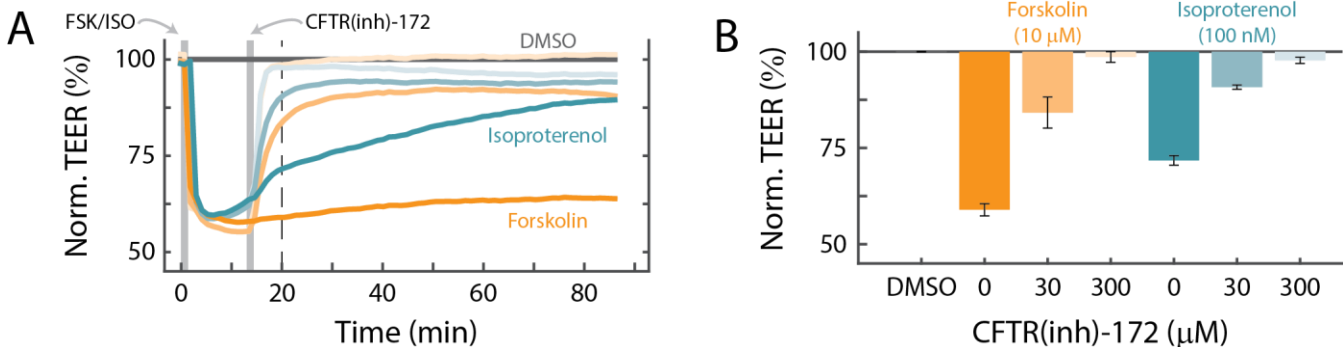 A
FSK/ISO
CFTR(inh)-172
DMSO
Isoproterenol
Forskolin
Norm. TEER (%)
100
75
50
0
20
40
60
80
Time (min)
B
Forskolin
(10 μM)
Isoproterenol
(100 nM)
Norm. TEER (%)
100
75
50
DMSO 0 30 300 0 30 300
CFTR(inh)-172 (μM)